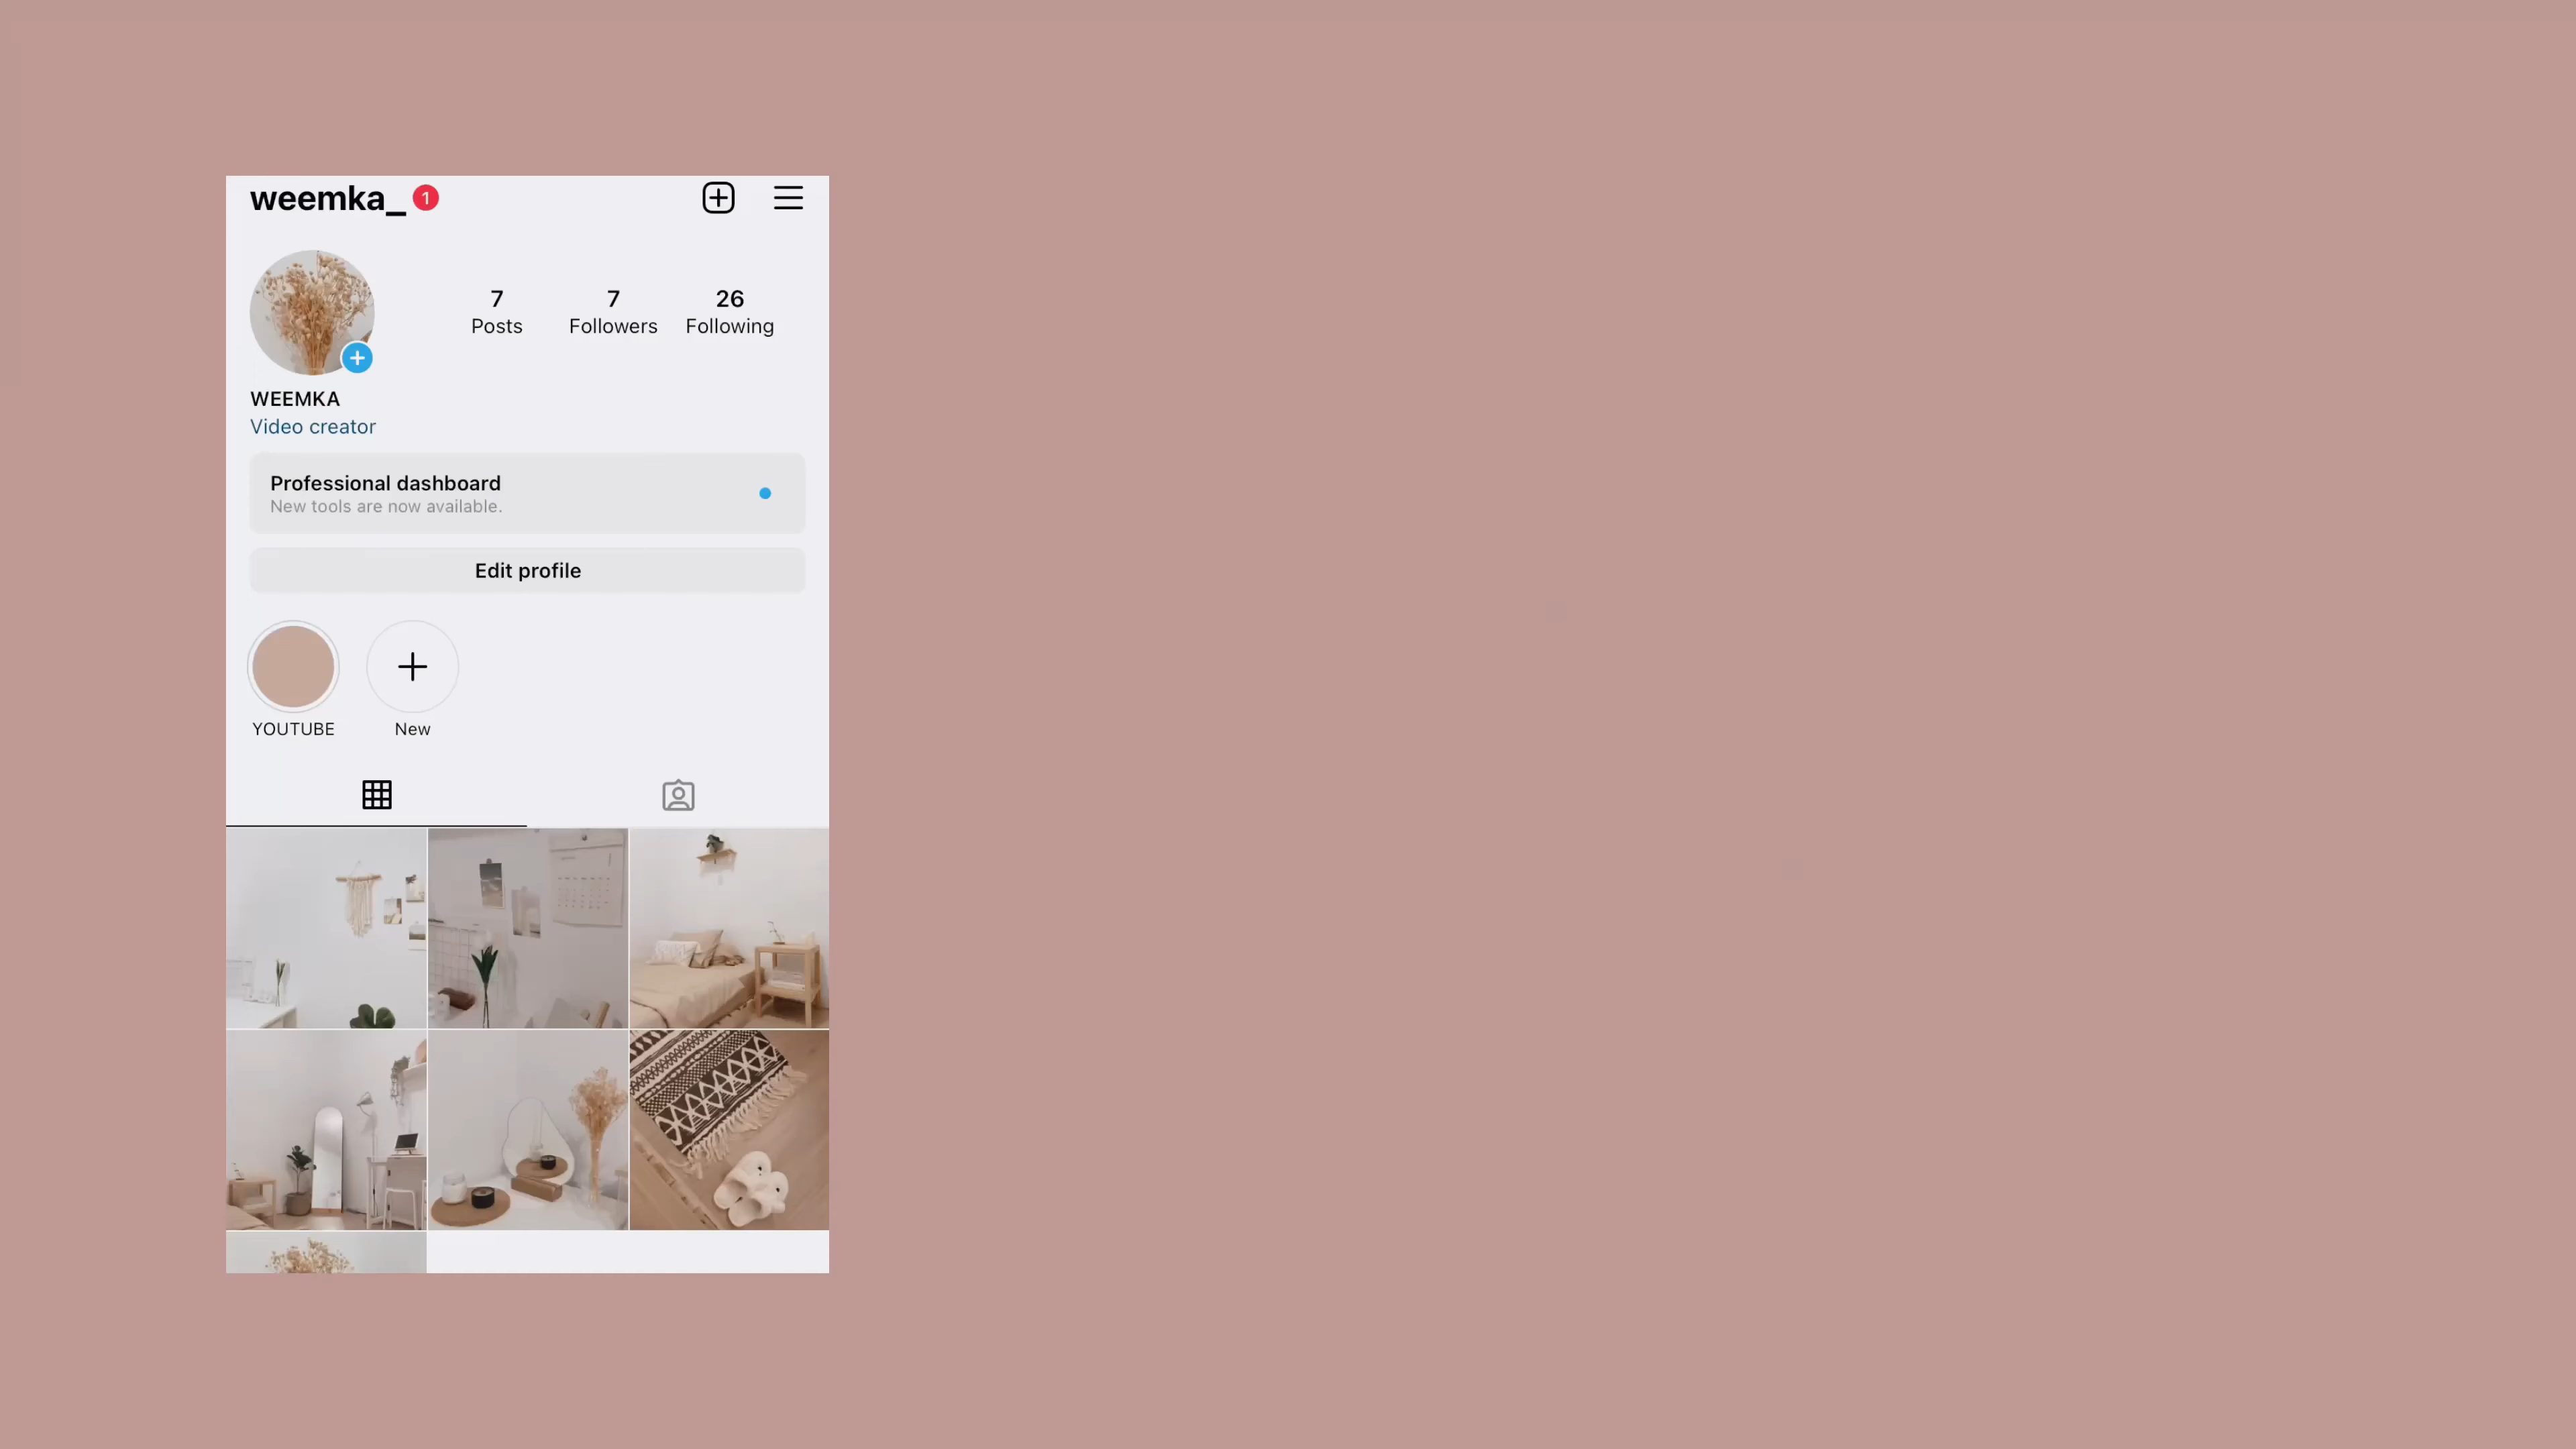 weemka_ 1
7 7 26
Posts Followers Following
WEEMKA
Video creator
Professional dashboard
New tools are now available.
Edit profile
YOUTUBE New